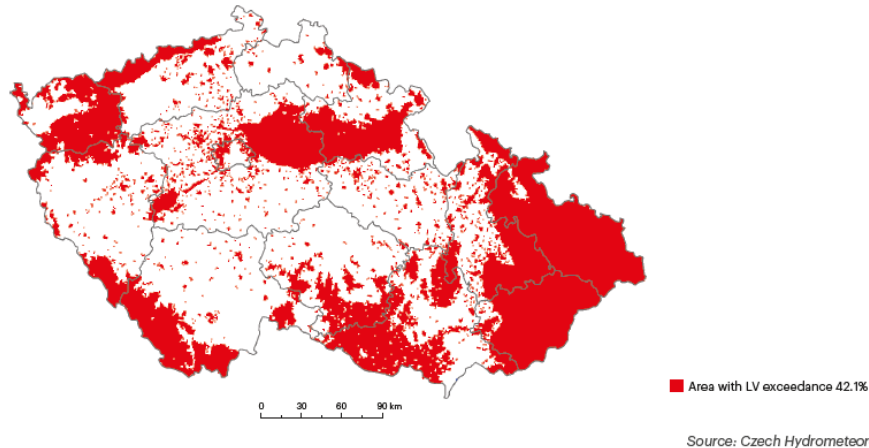 Area with LV exceedance 42.1%
0 30 60 90 km
Source: Czech Hydrometeor